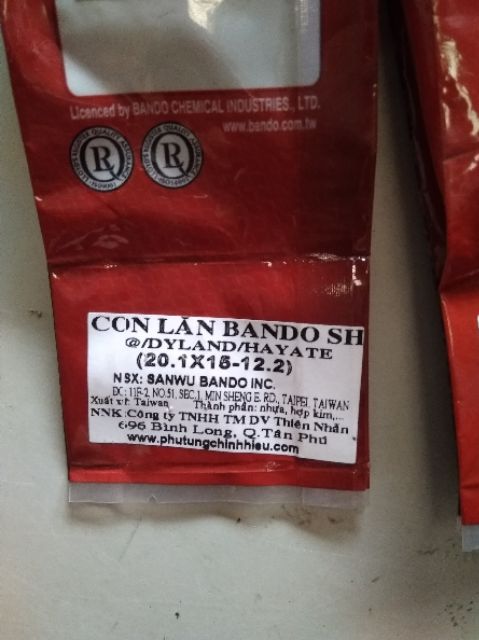 Licenced by BANDO CHEMICAL INDUSTRIES., LTD.
www.bando.com.tw
R
R
CON LĂN BANDO SH
@/DYLAND/HAYATE
(20.1X15-12.2)
NSX: SANWU BANDO INC.
DC: 11F-2, NO.51, SEC,1, MIN SHENG E. RD., TAIPEI, TAIWAN
Xuất xứ: Taiwan Thành phần: nhựa, hợp kim,...
NNK:Công ty TNHH TM DV Thiên Nhân
696 Bình Long, Q.Tân Phú
www.phutungchinhhieu.com